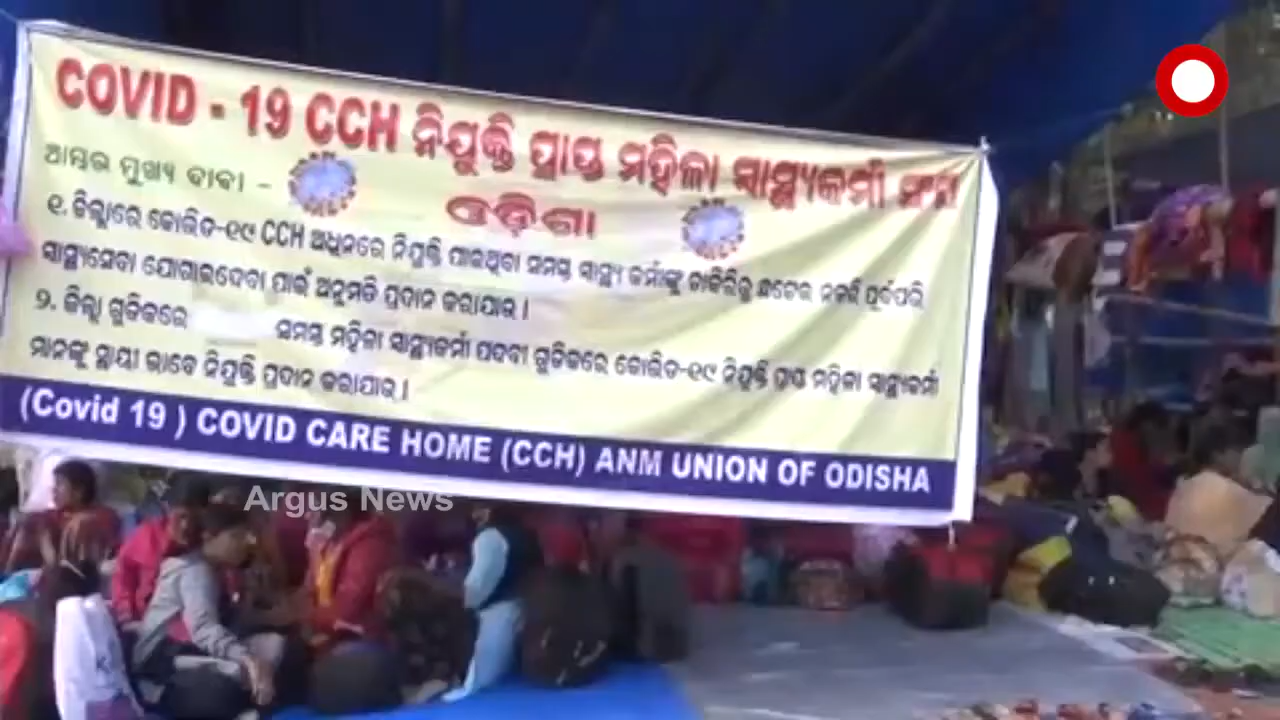 COVID - 19 CCH ନିଯୁକ୍ତି ପ୍ରାପ୍ତ ମହିଳା ସ୍ୱାସ୍ଥ୍ୟକର୍ମୀ ସଂଘ
ଓଡ଼ିଶା
ଆମ୍ଭର ମୁଖ୍ୟ ଦାବୀ -
୧. ଜିଲ୍ଲାରେ କୋଭିଡ-୧୯ CCH ଅଧିନରେ ନିଯୁକ୍ତି ପାଇଥିବା ସମସ୍ତ ସ୍ୱାସ୍ଥ୍ୟ କର୍ମୀଙ୍କୁ ଚାକିରିରୁ ଛଟେଇ ନକରି ପୂର୍ବପରି
ସ୍ୱାସ୍ଥ୍ୟସେବା ଯୋଗାଇଦେବା ପାଇଁ ଅନୁମତି ପ୍ରଦାନ କରାଯାଉ ।
୨. ଜିଲ୍ଲା ଗୁଡିକରେ ସମସ୍ତ ମହିଳା ସ୍ୱାସ୍ଥ୍ୟକର୍ମୀ ପଦବୀ ଗୁଡିକରେ କୋଭିଡ-୧୯ ନିଯୁକ୍ତି ପ୍ରାପ୍ତ ମହିଳା ସ୍ୱାସ୍ଥ୍ୟକର୍ମୀ
ମାନଙ୍କୁ ସ୍ଥାୟୀ ଭାବେ ନିଯୁକ୍ତି ପ୍ରଦାନ କରାଯାଉ ।
(Covid 19 ) COVID CARE HOME (CCH) ANM UNION OF ODISHA
Argus News